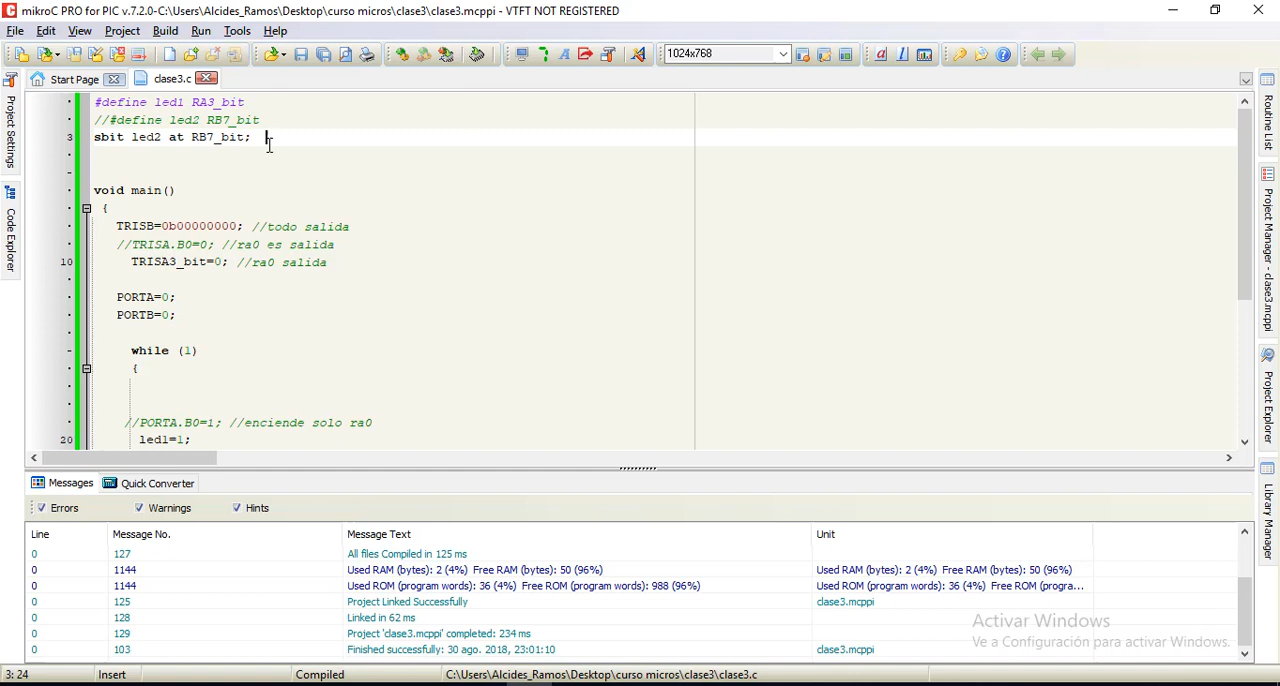 mikroC PRO for PIC v.7.2.0-C:\Users\Alcides_Ramos\Desktop\curso micros\clase3\clase3.mcppi - VTFT NOT REGISTERED
File Edit View Project Build Run Tools Help
1024x768
Start Page clase3.c
#define led1 RA3_bit
//#define led2 RB7_bit
3 sbit led2 at RB7_bit;
void main()
{
TRISB=0b00000000; //todo salida
//TRISA.B0=0; //ra0 es salida
10 TRISA3_bit=0; //ra0 salida
PORTA=0;
PORTB=0;
while (1)
{
//PORTA.B0=1; //enciende solo ra0
20 led1=1;
Project Settings
Code Explorer
Routine List
Project Manager - clase3.mcppi
Project Explorer
Library Manager
Messages Quick Converter
Errors Warnings Hints
Line Message No. Message Text Unit
0 127 All files Compiled in 125 ms
0 1144 Used RAM (bytes): 2 (4%) Free RAM (bytes): 50 (96%) Used RAM (bytes): 2 (4%) Free RAM (bytes): 50 (96%)
0 1144 Used ROM (program words): 36 (4%) Free ROM (program words): 988 (96%) Used ROM (program words): 36 (4%) Free ROM (progra...
0 125 Project Linked Successfully clase3.mcppi
0 128 Linked in 62 ms
0 129 Project 'clase3.mcppi' completed: 234 ms
0 103 Finished successfully: 30 ago. 2018, 23:01:10 clase3.mcppi
Activar Windows
Ve a Configuración para activar Windows.
3: 24 Insert Compiled C:\Users\Alcides_Ramos\Desktop\curso micros\clase3\clase3.c